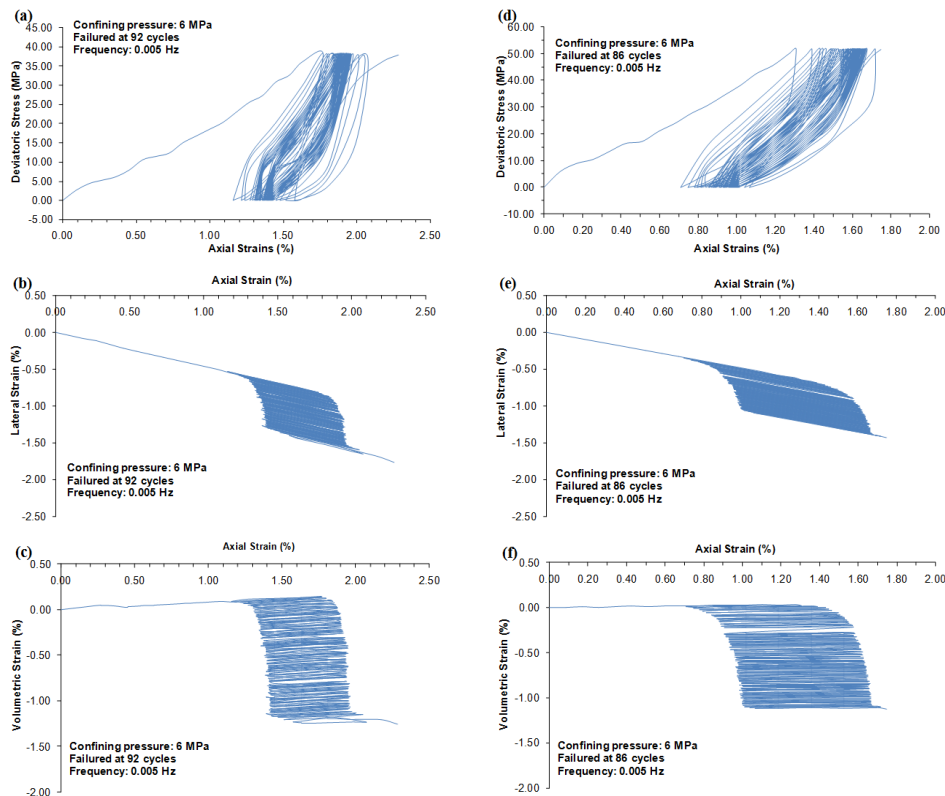 (a)
Confining pressure: 6 MPa
Failured at 92 cycles
Frequency: 0.005 Hz
45.00
40.00
35.00
30.00
25.00
20.00
15.00
10.00
5.00
0.00
-5.00
Deviatoric Stress (MPa)
0.00 0.50 1.00 1.50 2.00 2.50
Axial Strains (%)
(d)
Confining pressure: 6 MPa
Failured at 86 cycles
Frequency: 0.005 Hz
60.00
50.00
40.00
30.00
20.00
10.00
0.00
-10.00
Deviatoric Stress (MPa)
0.00 0.20 0.40 0.60 0.80 1.00 1.20 1.40 1.60 1.80 2.00
Axial Strains (%)
(b)
Axial Strain (%)
0.00 0.50 1.00 1.50 2.00 2.50
0.50
0.00
-0.50
-1.00
-1.50
-2.00
-2.50
Lateral Strain (%)
Confining pressure: 6 MPa
Failured at 92 cycles
Frequency: 0.005 Hz
(e)
Axial Strain (%)
0.00 0.20 0.40 0.60 0.80 1.00 1.20 1.40 1.60 1.80 2.00
0.50
0.00
-0.50
-1.00
-1.50
-2.00
-2.50
Lateral Strain (%)
Confining pressure: 6 MPa
Failured at 86 cycles
Frequency: 0.005 Hz
(c)
Axial Strain (%)
0.00 0.50 1.00 1.50 2.00 2.50
0.50
0.00
-0.50
-1.00
-1.50
-2.00
Volumetric Strain (%)
Confining pressure: 6 MPa
Failured at 92 cycles
Frequency: 0.005 Hz
(f)
Axial Strain (%)
0.00 0.20 0.40 0.60 0.80 1.00 1.20 1.40 1.60 1.80 2.00
0.50
0.00
-0.50
-1.00
-1.50
-2.00
Volumetric Strain (%)
Confining pressure: 6 MPa
Failured at 86 cycles
Frequency: 0.005 Hz